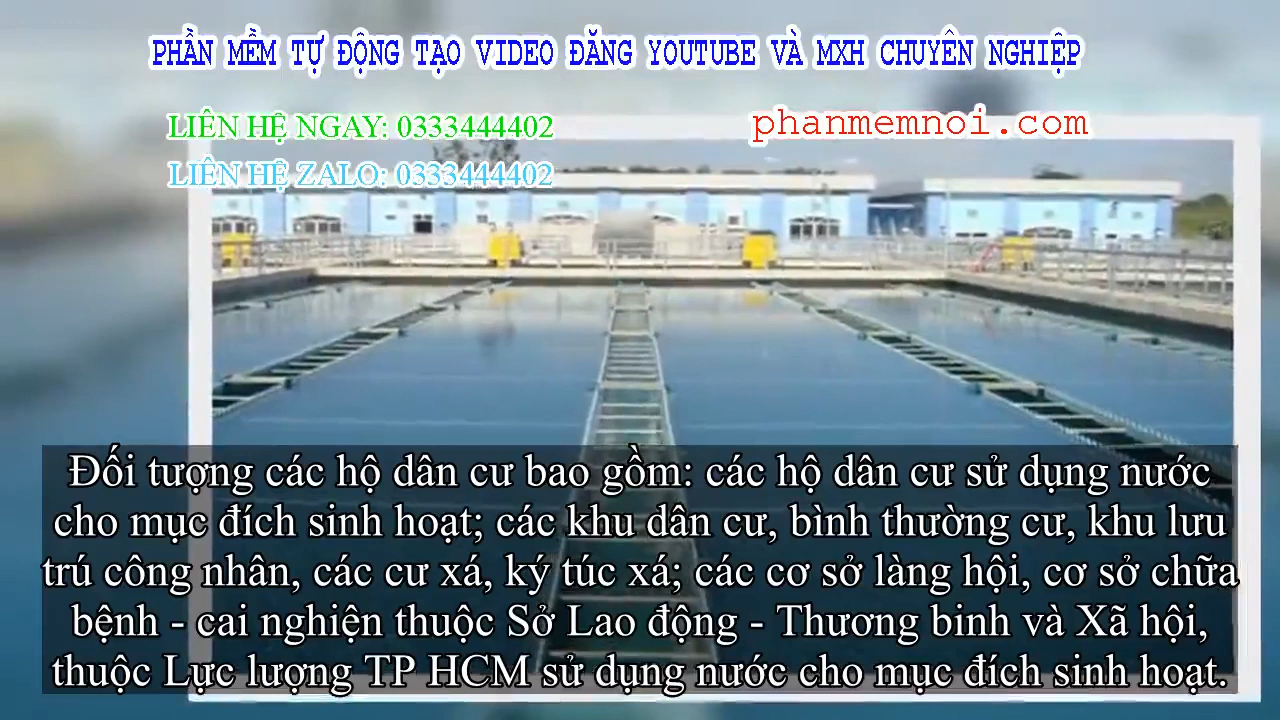 PHẦN MỀM TỰ ĐỘNG TẠO VIDEO ĐĂNG YOUTUBE VÀ MXH CHUYÊN NGHIỆP
LIÊN HỆ NGAY: 0333444402
phanmemnoi.com
LIÊN HỆ ZALO: 0333444402
Đối tượng các hộ dân cư bao gồm: các hộ dân cư sử dụng nước
cho mục đích sinh hoạt; các khu dân cư, bình thường cư, khu lưu
trú công nhân, các cư xá, ký túc xá; các cơ sở làng hội, cơ sở chữa
bệnh - cai nghiện thuộc Sở Lao động - Thương binh và Xã hội,
thuộc Lực lượng TP HCM sử dụng nước cho mục đích sinh hoạt.